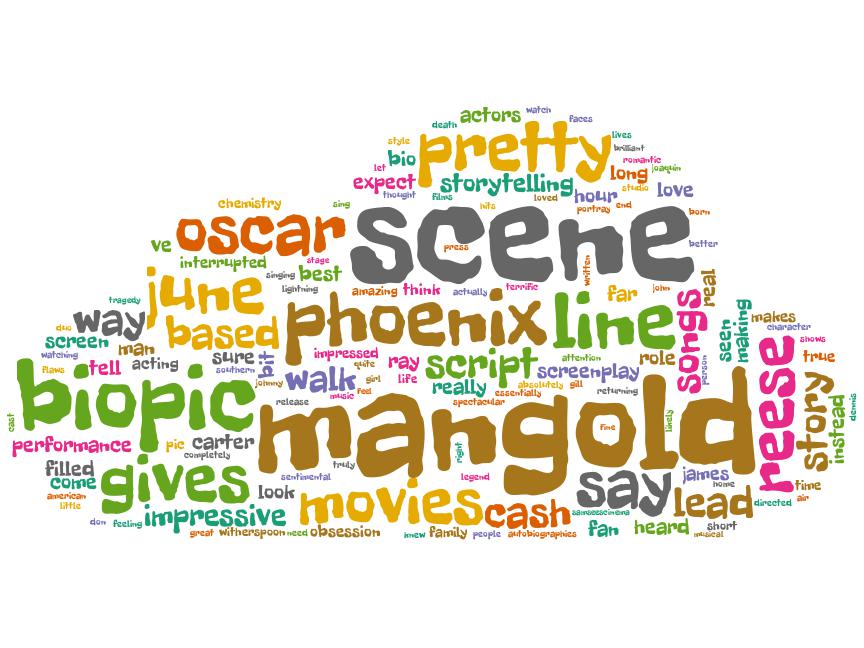 actors watch
death faces
style pretty lives
bio brilliant
let romantic
expect storytelling long joaquin
thought films hour studio love
chemistry sing hits loved portray end born
oscar scene
ve press better
interrupted stage
singing best written
lightning amazing think actually terrific far john real
tragedy june
duo way phoenix line songs seen making makes
screen based character
watching man sure impressed ray script attention role reese shows
flaws tell acting southern bit quite life screenplay person true
biopic johnny walk girl really absolutely gill
music feel essentially returning story
release spectacular
cast mangold fine likely instead dennis
performance pic carter
completely right
filled truly
come gives sentimental legend say james time
american look movies lead directed air
little cash samseescinema
don feeling impressive fan heard short
great witherspoon need obsession knew family people autobiographies home musical